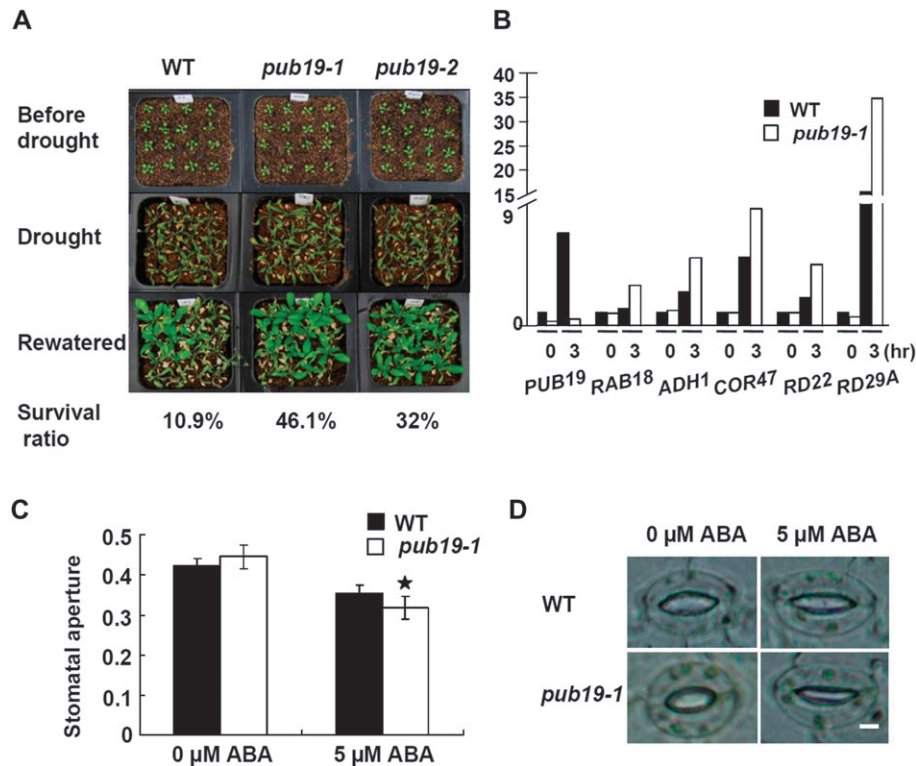 A
WT pub19-1 pub19-2
Before
drought
Drought
Rewatered
Survival
ratio
10.9% 46.1% 32%
B
40
35
30
25
20
15
9
0
WT
pub19-1
0 3 0 3 0 3 0 3 0 3 0 3 (hr)
PUB19 RAB18 ADH1 COR47 RD22 RD29A
C
Stomatal aperture
0.5
0.4
0.3
0.2
0.1
0
WT
pub19-1
0 µM ABA 5 µM ABA
D
0 µM ABA 5 µM ABA
WT
pub19-1